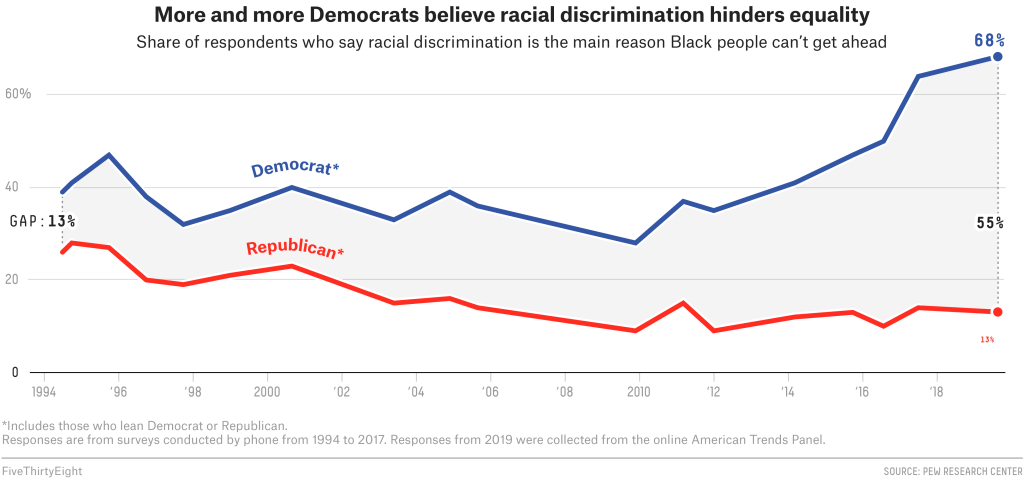 More and more Democrats believe racial discrimination hinders equality
Share of respondents who say racial discrimination is the main reason Black people can’t get ahead
68%
60%
Democrat*
40
GAP: 13%
55%
Republican*
20
13%
0
1994 ‘96 ‘98 2000 ‘02 ‘04 ‘06 ‘08 2010 ‘12 ‘14 ‘16 ‘18
*Includes those who lean Democrat or Republican.
Responses are from surveys conducted by phone from 1994 to 2017. Responses from 2019 were collected from the online American Trends Panel.
FiveThirtyEight
SOURCE: PEW RESEARCH CENTER